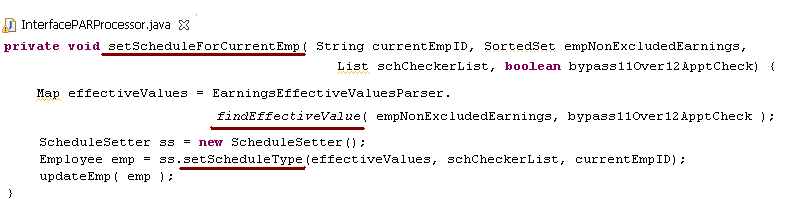 InterfacePARProcessor.java
private void setScheduleForCurrentEmp( String currentEmpID, SortedSet empNonExcludedEarnings,
List schCheckerList, boolean bypass11Over12ApptCheck) {
Map effectiveValues = EarningsEffectiveValuesParser.
findEffectiveValue( empNonExcludedEarnings, bypass11Over12ApptCheck );
ScheduleSetter ss = new ScheduleSetter();
Employee emp = ss.setScheduleType(effectiveValues, schCheckerList, currentEmpID);
updateEmp( emp );
}